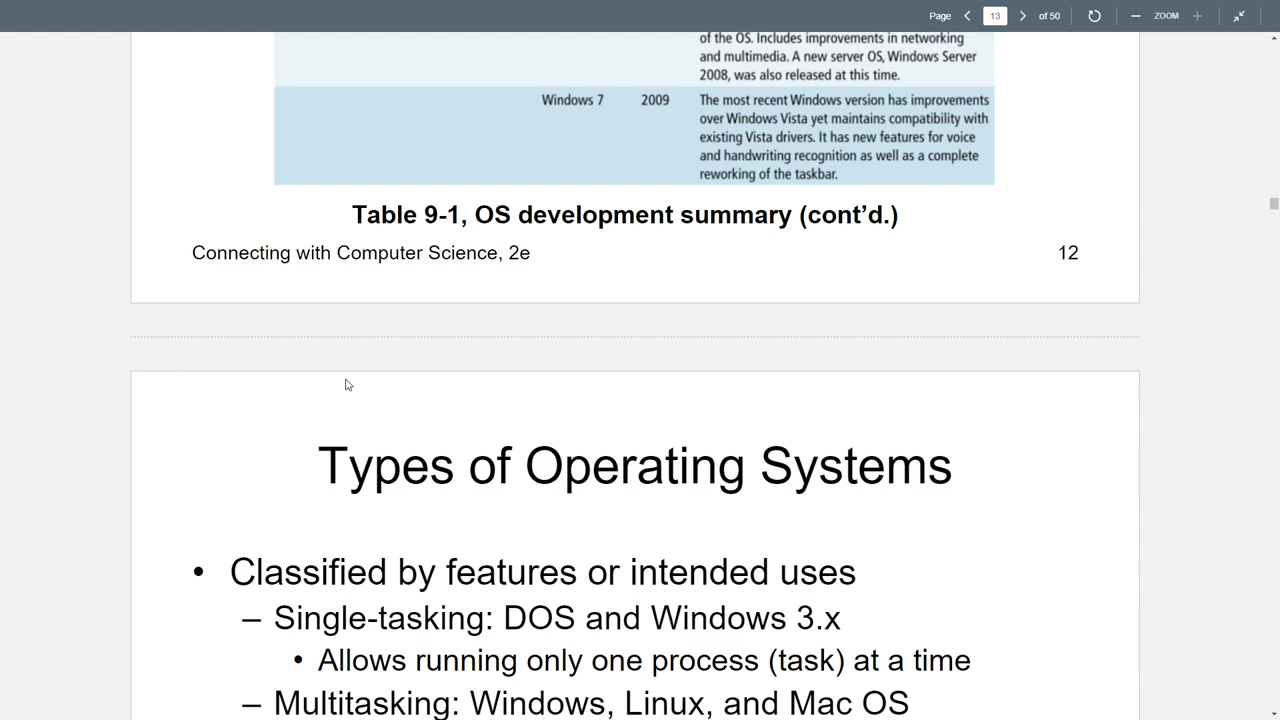 Page 13 of 50 ZOOM
of the OS. Includes improvements in networking
and multimedia. A new server OS, Windows Server
2008, was also released at this time.
Windows 7 2009 The most recent Windows version has improvements
over Windows Vista yet maintains compatibility with
existing Vista drivers. It has new features for voice
and handwriting recognition as well as a complete
reworking of the taskbar.
Table 9-1, OS development summary (cont’d.)
Connecting with Computer Science, 2e 12
Types of Operating Systems
• Classified by features or intended uses
– Single-tasking: DOS and Windows 3.x
• Allows running only one process (task) at a time
– Multitasking: Windows, Linux, and Mac OS